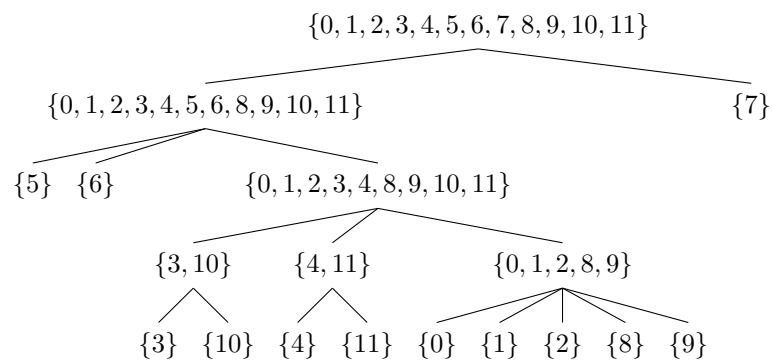 {0, 1, 2, 3, 4, 5, 6, 7, 8, 9, 10, 11}
{0, 1, 2, 3, 4, 5, 6, 8, 9, 10, 11} {7}
{5} {6} {0, 1, 2, 3, 4, 8, 9, 10, 11}
{3, 10} {4, 11} {0, 1, 2, 8, 9}
{3} {10} {4} {11} {0} {1} {2} {8} {9}